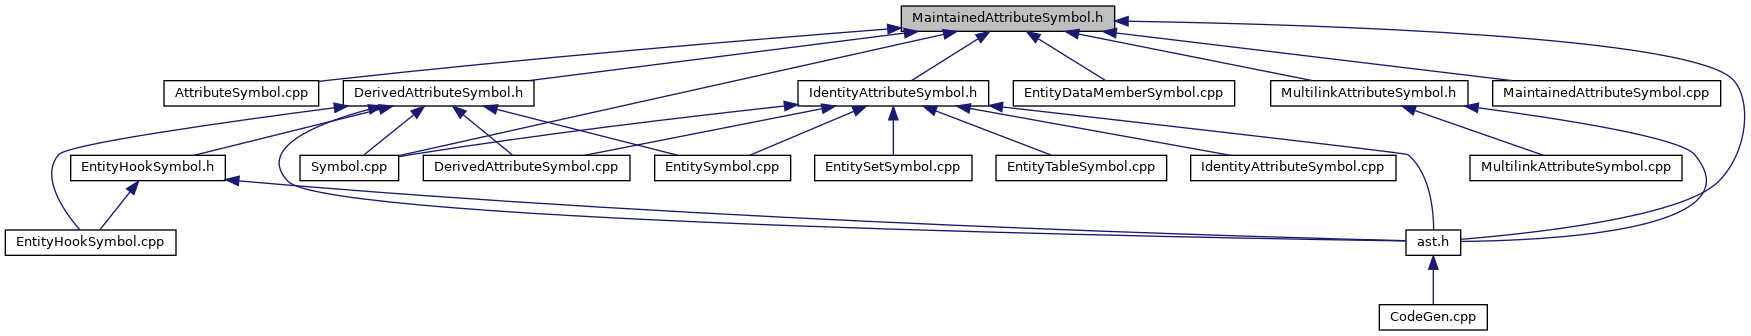 MaintainedAttributeSymbol.h
AttributeSymbol.cpp
DerivedAttributeSymbol.h
IdentityAttributeSymbol.h
EntityDataMemberSymbol.cpp
MultilinkAttributeSymbol.h
MaintainedAttributeSymbol.cpp
EntityHookSymbol.h
Symbol.cpp
DerivedAttributeSymbol.cpp
EntitySymbol.cpp
EntitySetSymbol.cpp
EntityTableSymbol.cpp
IdentityAttributeSymbol.cpp
MultilinkAttributeSymbol.cpp
EntityHookSymbol.cpp
ast.h
CodeGen.cpp